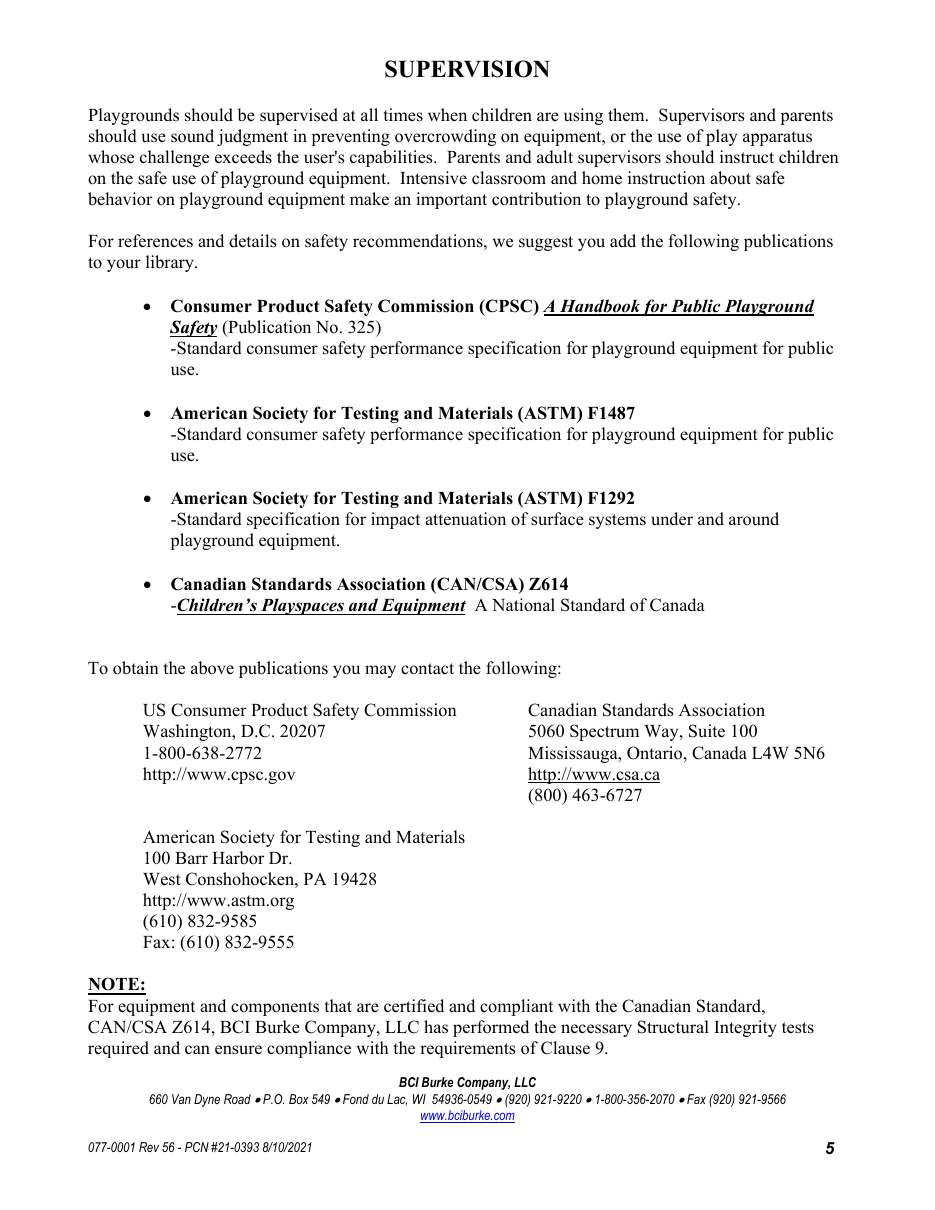 SUPERVISION
Playgrounds should be supervised at all times when children are using them.  Supervisors and parents
should use sound judgment in preventing overcrowding on equipment, or the use of play apparatus
whose challenge exceeds the user's capabilities.  Parents and adult supervisors should instruct children
on the safe use of playground equipment.  Intensive classroom and home instruction about safe
behavior on playground equipment make an important contribution to playground safety.
For references and details on safety recommendations, we suggest you add the following publications
to your library.
• Consumer Product Safety Commission (CPSC) A Handbook for Public Playground
Safety (Publication No. 325)
-Standard consumer safety performance specification for playground equipment for public
use.
• American Society for Testing and Materials (ASTM) F1487
-Standard consumer safety performance specification for playground equipment for public
use.
• American Society for Testing and Materials (ASTM) F1292
-Standard specification for impact attenuation of surface systems under and around
playground equipment.
• Canadian Standards Association (CAN/CSA) Z614
-Children’s Playspaces and Equipment  A National Standard of Canada
To obtain the above publications you may contact the following:
US Consumer Product Safety Commission
Washington, D.C. 20207
1-800-638-2772
http://www.cpsc.gov
Canadian Standards Association
5060 Spectrum Way, Suite 100
Mississauga, Ontario, Canada L4W 5N6
http://www.csa.ca
(800) 463-6727
American Society for Testing and Materials
100 Barr Harbor Dr.
West Conshohocken, PA 19428
http://www.astm.org
(610) 832-9585
Fax: (610) 832-9555
NOTE:
For equipment and components that are certified and compliant with the Canadian Standard,
CAN/CSA Z614, BCI Burke Company, LLC has performed the necessary Structural Integrity tests
required and can ensure compliance with the requirements of Clause 9.
BCI Burke Company, LLC
660 Van Dyne Road • P.O. Box 549 • Fond du Lac, WI  54936-0549 • (920) 921-9220 • 1-800-356-2070 • Fax (920) 921-9566
www.bciburke.com
077-0001 Rev 56 - PCN #21-0393 8/10/2021
5